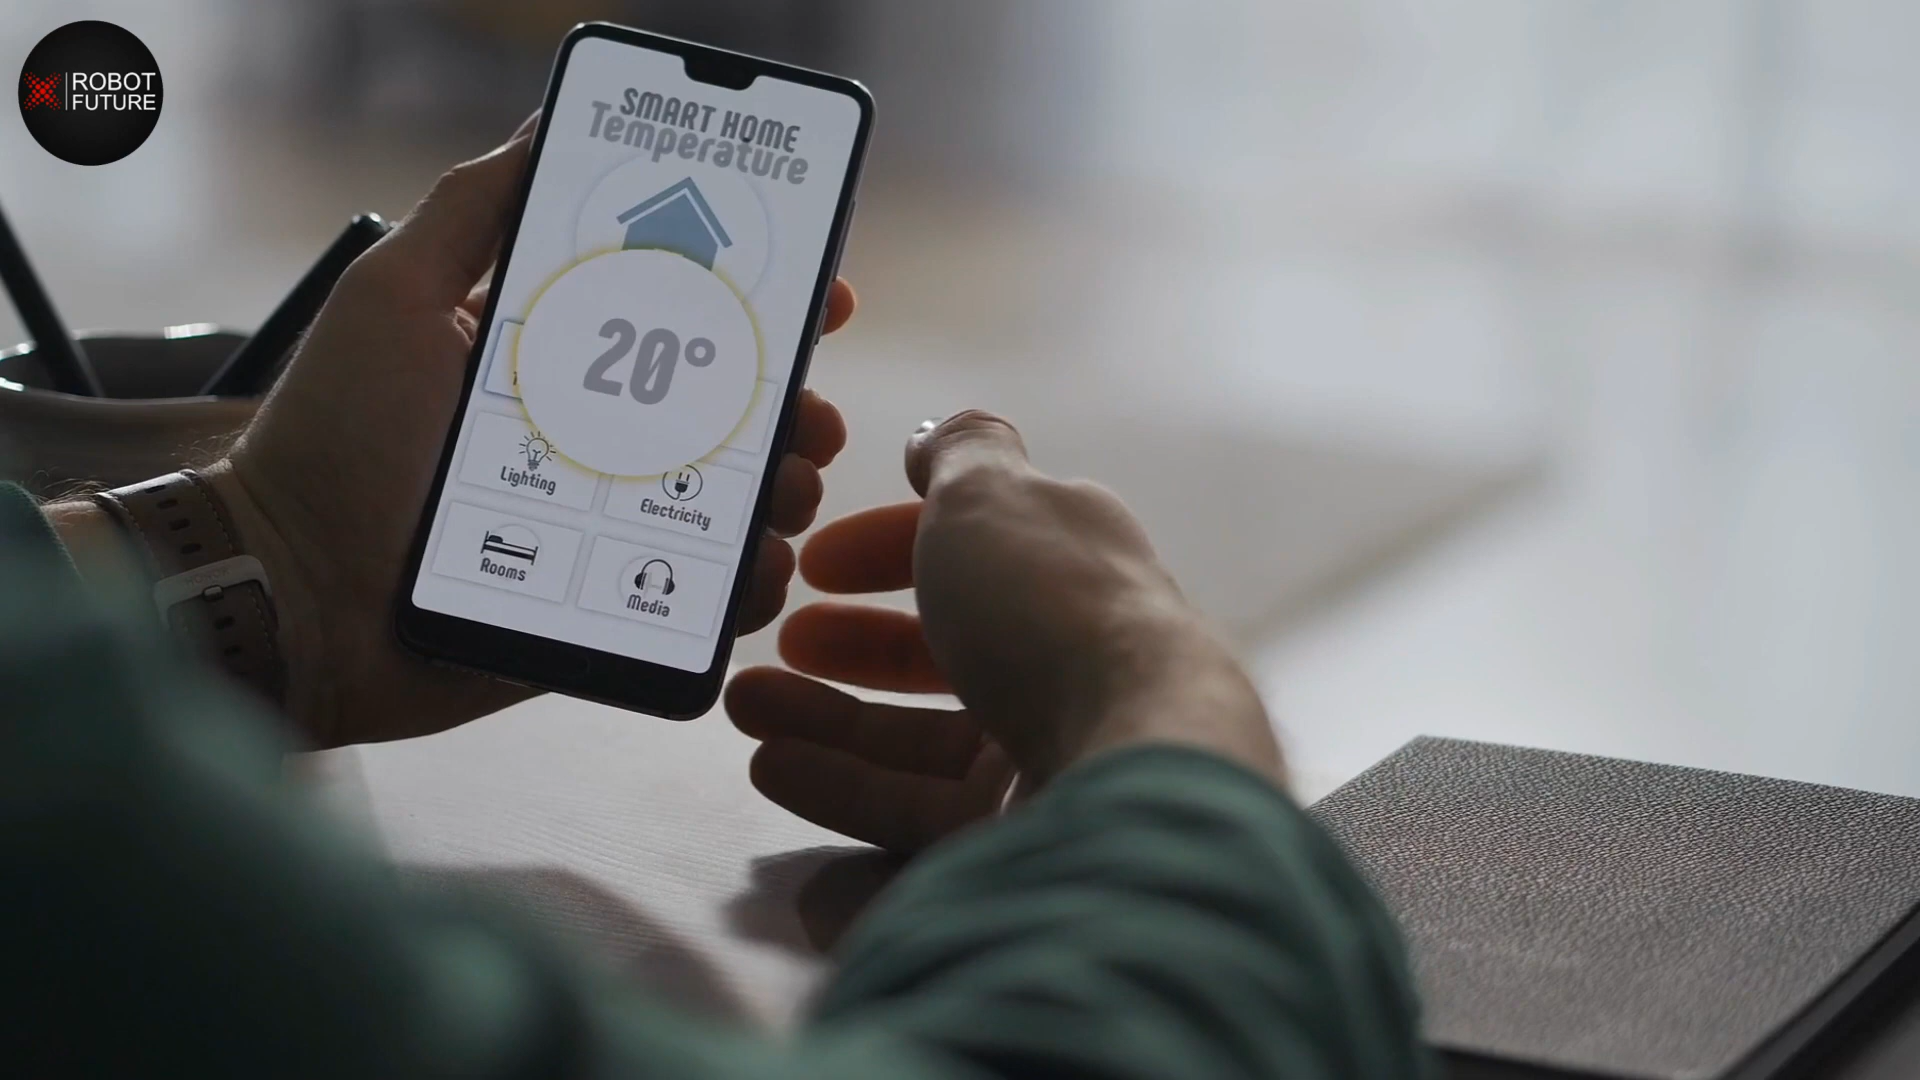 ROBOT
FUTURE
SMART HOME
Temperature
20°
Lighting
Electricity
Rooms
Media